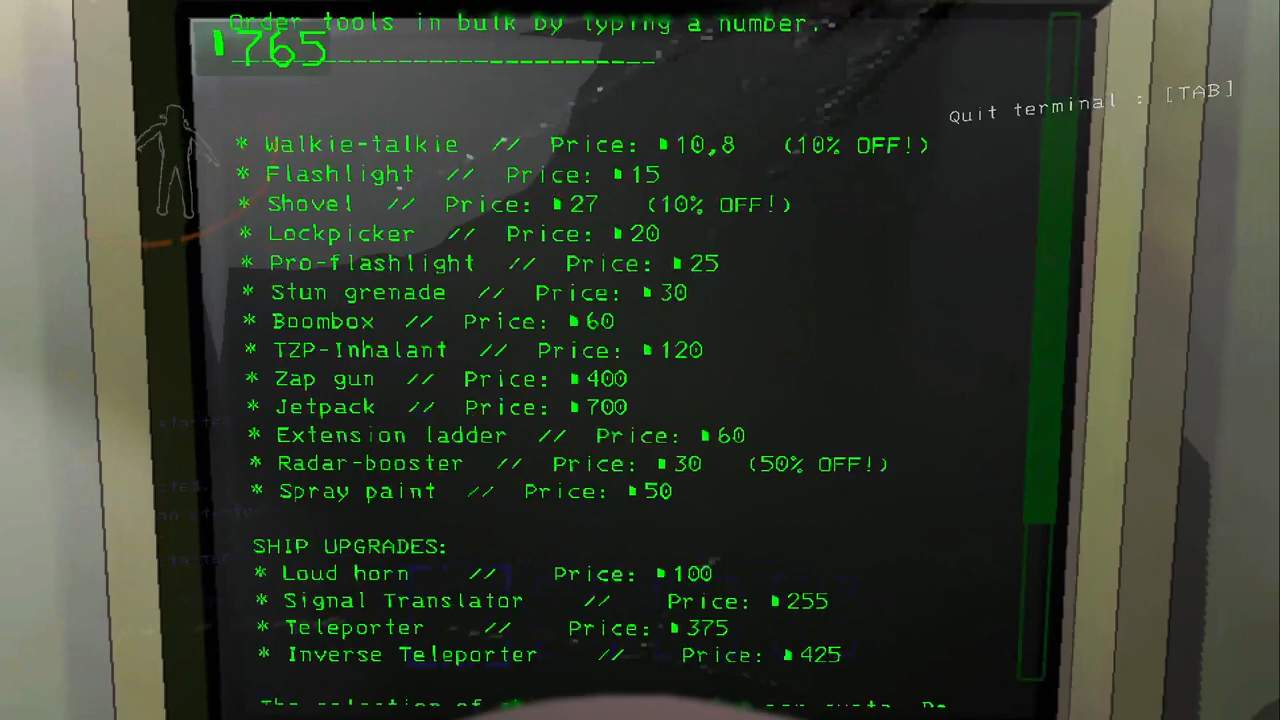 Order tools in bulk by typing a number.
765
Quit terminal : [TAB]
* Walkie-talkie // Price: ▮10,8 (10% OFF!)
* Flashlight // Price: ▮15
* Shovel // Price: ▮27 (10% OFF!)
* Lockpicker // Price: ▮20
* Pro-flashlight // Price: ▮25
* Stun grenade // Price: ▮30
* Boombox // Price: ▮60
* TZP-Inhalant // Price: ▮120
* Zap gun // Price: ▮400
* Jetpack // Price: ▮700
* Extension ladder // Price: ▮60
* Radar-booster // Price: ▮30 (50% OFF!)
* Spray paint // Price: ▮50
SHIP UPGRADES:
* Loud horn // Price: ▮100
* Signal Translator // Price: ▮255
* Teleporter // Price: ▮375
* Inverse Teleporter // Price: ▮425
The selection of